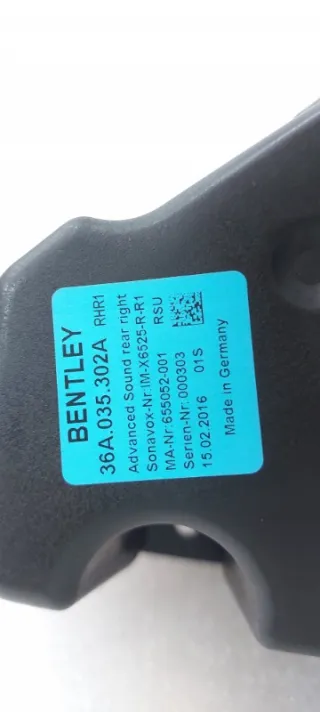 BENTLEY
36A.035.302A RHR1
Advanced Sound rear right
Sonavox-Nr:IM-X6525-R-R1
MA-Nr:655052-001 RSU
Serien-Nr:000303
15.02.2016 01S
Made in Germany